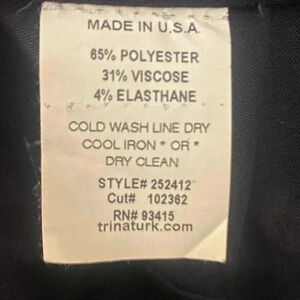 MADE IN U.S.A
65% POLYESTER
31% VISCOSE
4% ELASTHANE
COLD WASH LINE DRY
COOL IRON * OR *
DRY CLEAN
STYLE# 252412
Cut# 102362
RN# 93415
trinaturk.com